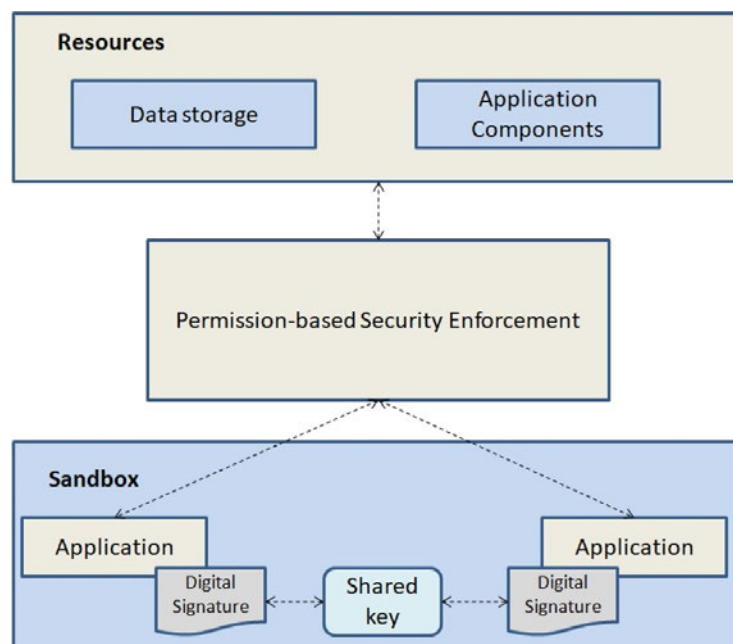 Resources
Data storage
Application
Components
Permission-based Security Enforcement
Sandbox
Application
Application
Digital
Signature
Shared
key
Digital
Signature